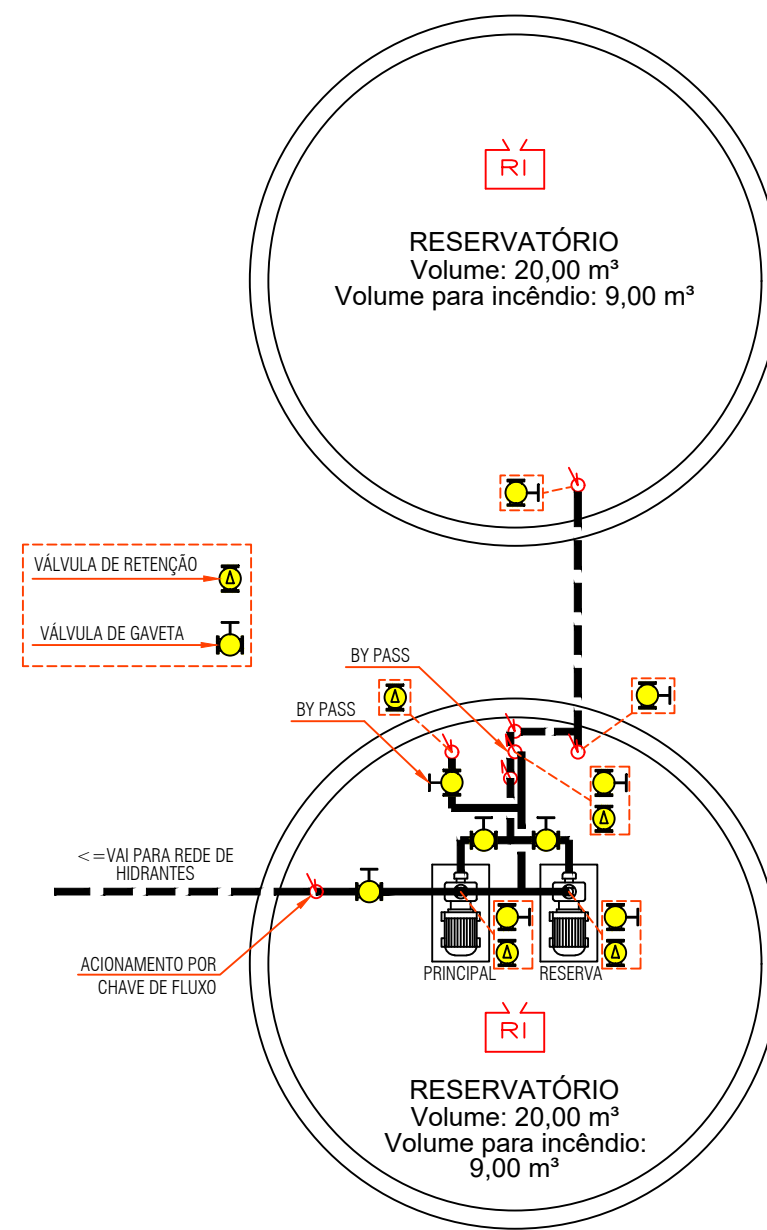 RI
RESERVATÓRIO
Volume: 20,00 m³
Volume para incêndio: 9,00 m³
VÁLVULA DE RETENÇÃO
VÁLVULA DE GAVETA
BY PASS
BY PASS
<=VAI PARA REDE DE
HIDRANTES
ACIONAMENTO POR
CHAVE DE FLUXO
PRINCIPAL
RESERVA
RI
RESERVATÓRIO
Volume: 20,00 m³
Volume para incêndio:
9,00 m³